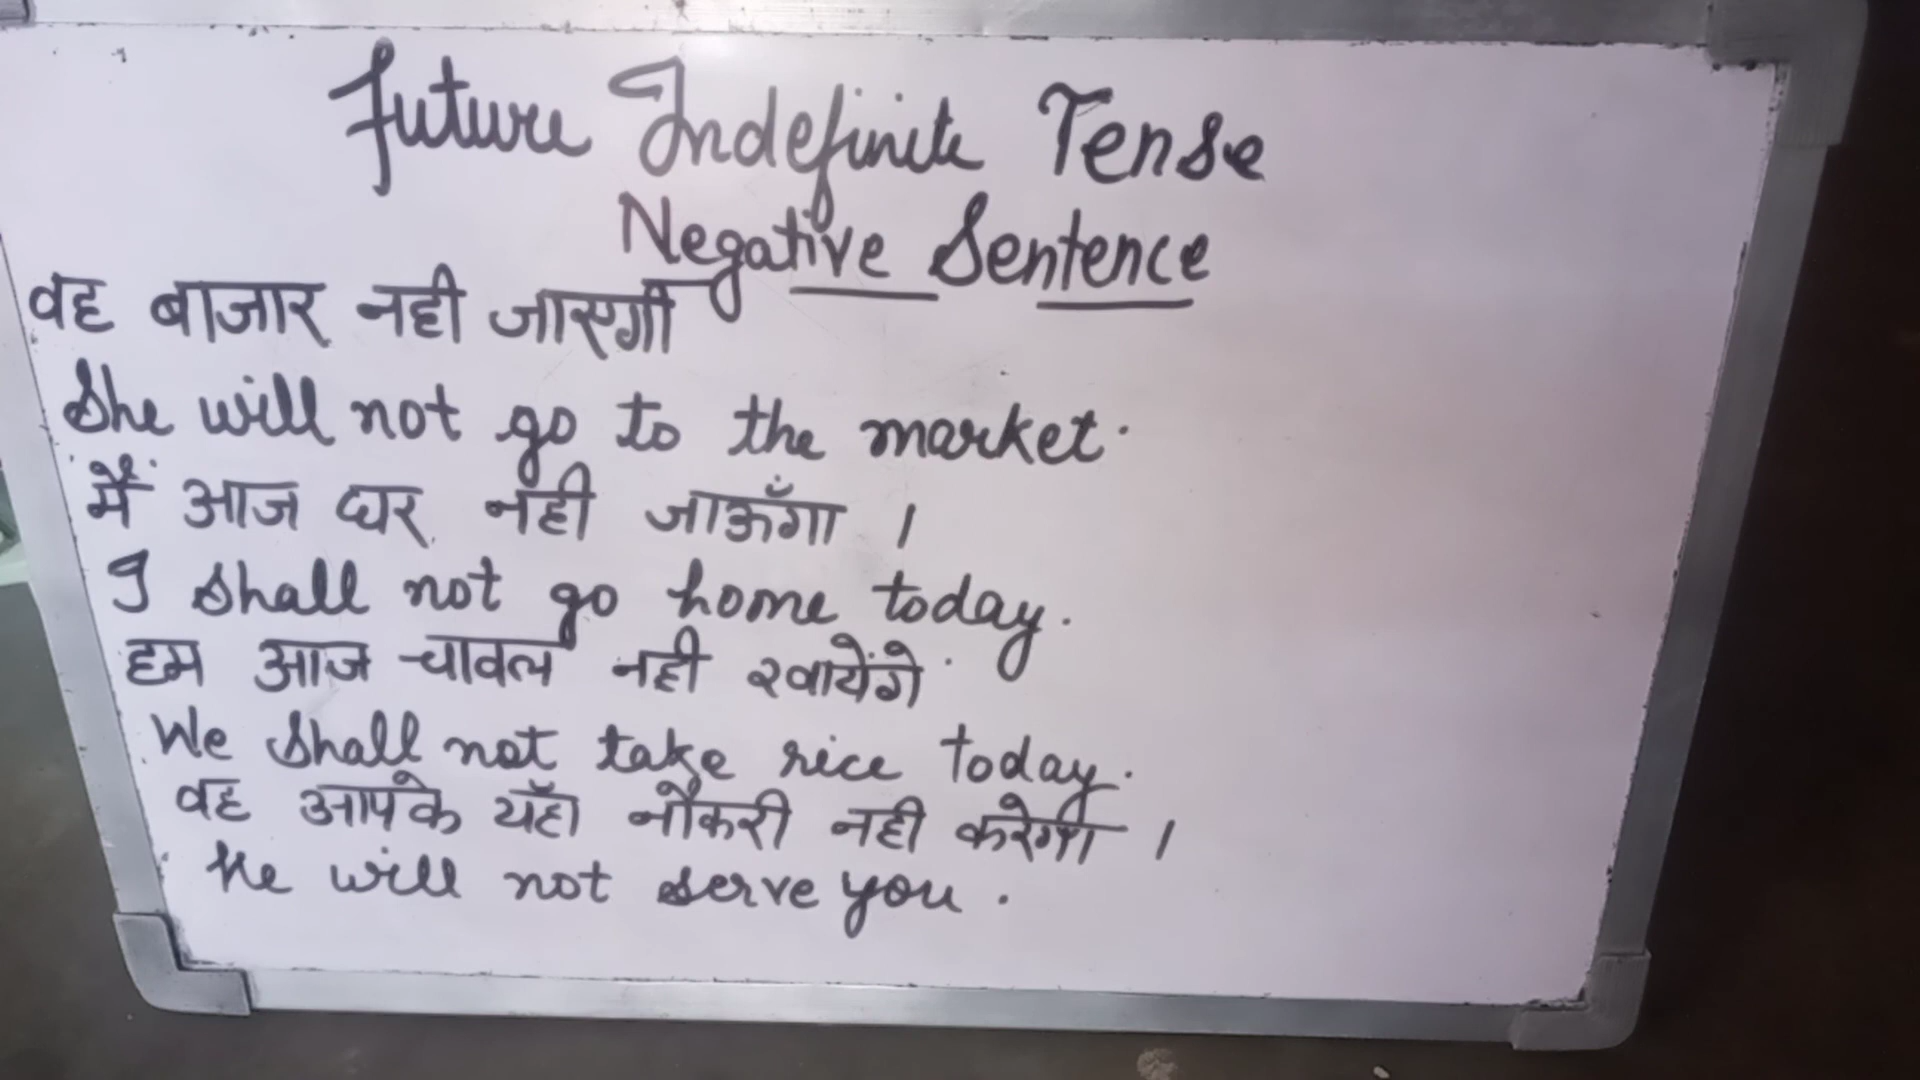 Future Indefinite Tense
Negative Sentence
वह बाजार नही जाएगी
She will not go to the market.
मैं आज घर नही जाऊँगा ।
I shall not go home today.
हम आज चावल नही खायेंगे
We shall not take rice today.
वह आपके यहाँ नौकरी नही करेगी ।
He will not serve you.